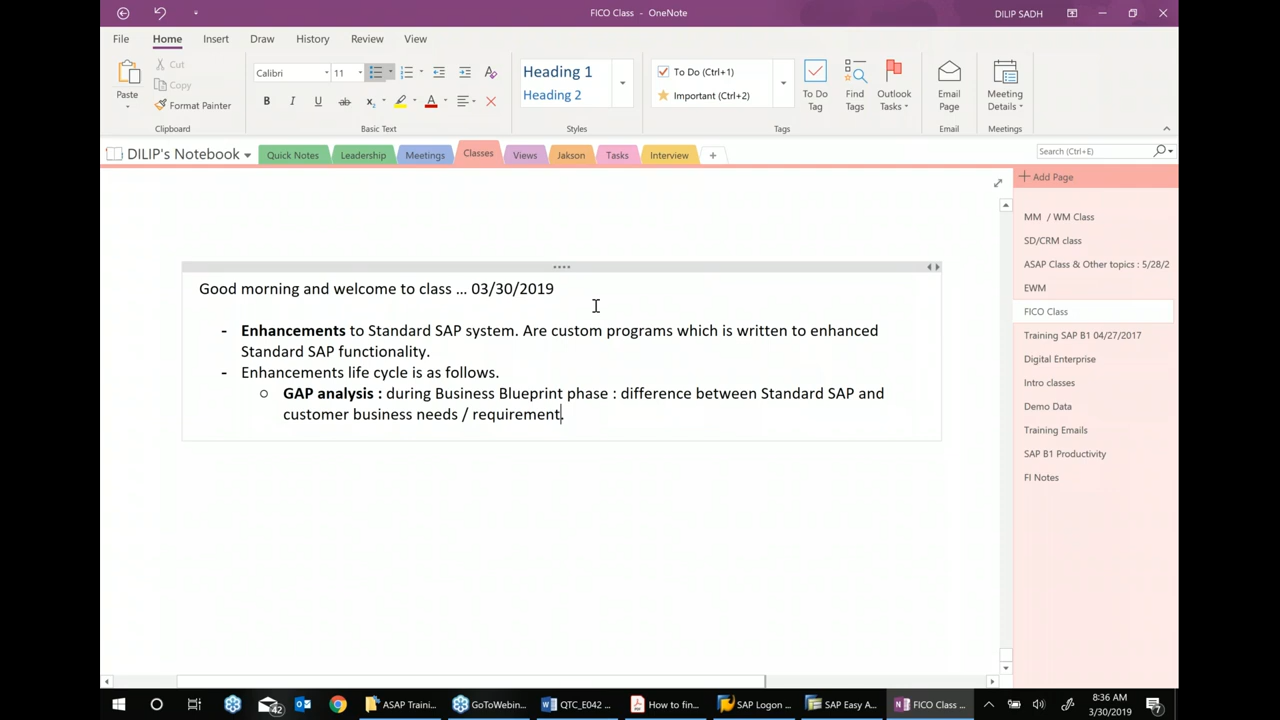 FICO Class - OneNote
DILIP SADH
File Home Insert Draw History Review View
Paste
Cut
Copy
Format Painter
Clipboard
Calibri 11
B I U ab x₂ A
Basic Text
Heading 1
Heading 2
Styles
To Do (Ctrl+1)
Important (Ctrl+2)
To Do Tag
Find Tags
Outlook Tasks
Tags
Email Page
Email
Meeting Details
Meetings
DILIP's Notebook
Quick Notes Leadership Meetings Classes Views Jakson Tasks Interview +
Search (Ctrl+E)
Add Page
MM / WM Class
SD/CRM class
ASAP Class & Other topics : 5/28/2
EWM
FICO Class
Training SAP B1 04/27/2017
Digital Enterprise
Intro classes
Demo Data
Training Emails
SAP B1 Productivity
FI Notes
Good morning and welcome to class ... 03/30/2019
- Enhancements to Standard SAP system. Are custom programs which is written to enhanced
Standard SAP functionality.
- Enhancements life cycle is as follows.
o GAP analysis : during Business Blueprint phase : difference between Standard SAP and
customer business needs / requirement.
42
ASAP Traini...
GoToWebin...
QTC_E042 ...
How to fin...
SAP Logon ...
SAP Easy A...
FICO Class ...
8:36 AM
3/30/2019
7